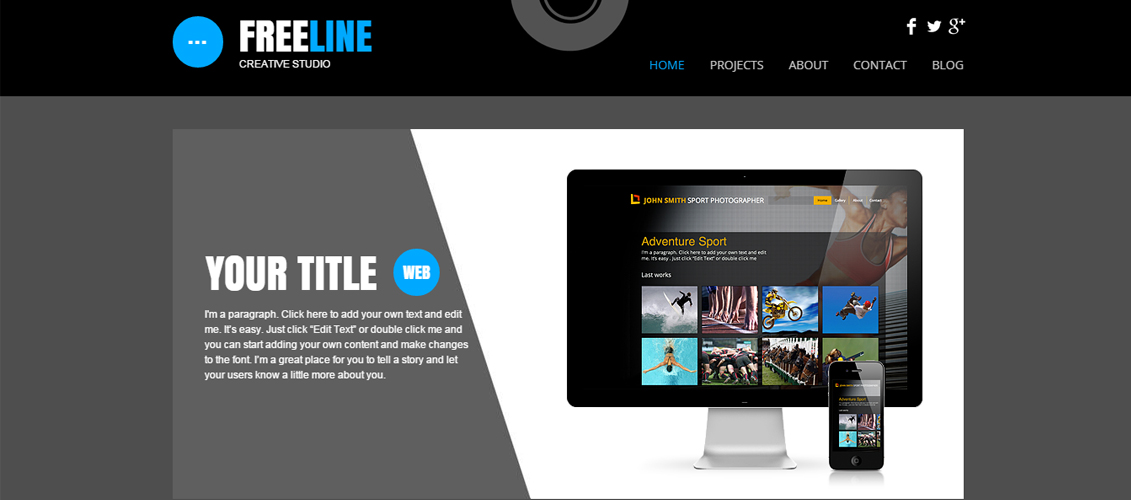 FREELINE
CREATIVE STUDIO
HOME PROJECTS ABOUT CONTACT BLOG
YOUR TITLE WEB
I'm a paragraph. Click here to add your own text and edit
me. It's easy. Just click “Edit Text” or double click me and
you can start adding your own content and make changes
to the font. I'm a great place for you to tell a story and let
your users know a little more about you.
JOHN SMITH SPORT PHOTOGRAPHER
Home Gallery About Contact
Adventure Sport
I'm a paragraph. Click here to add your own text and edit
me. It's easy . Just click “Edit Text” or double click me
Last works
JOHN SMITH SPORT PHOTOGRAPHER
Adventure Sport